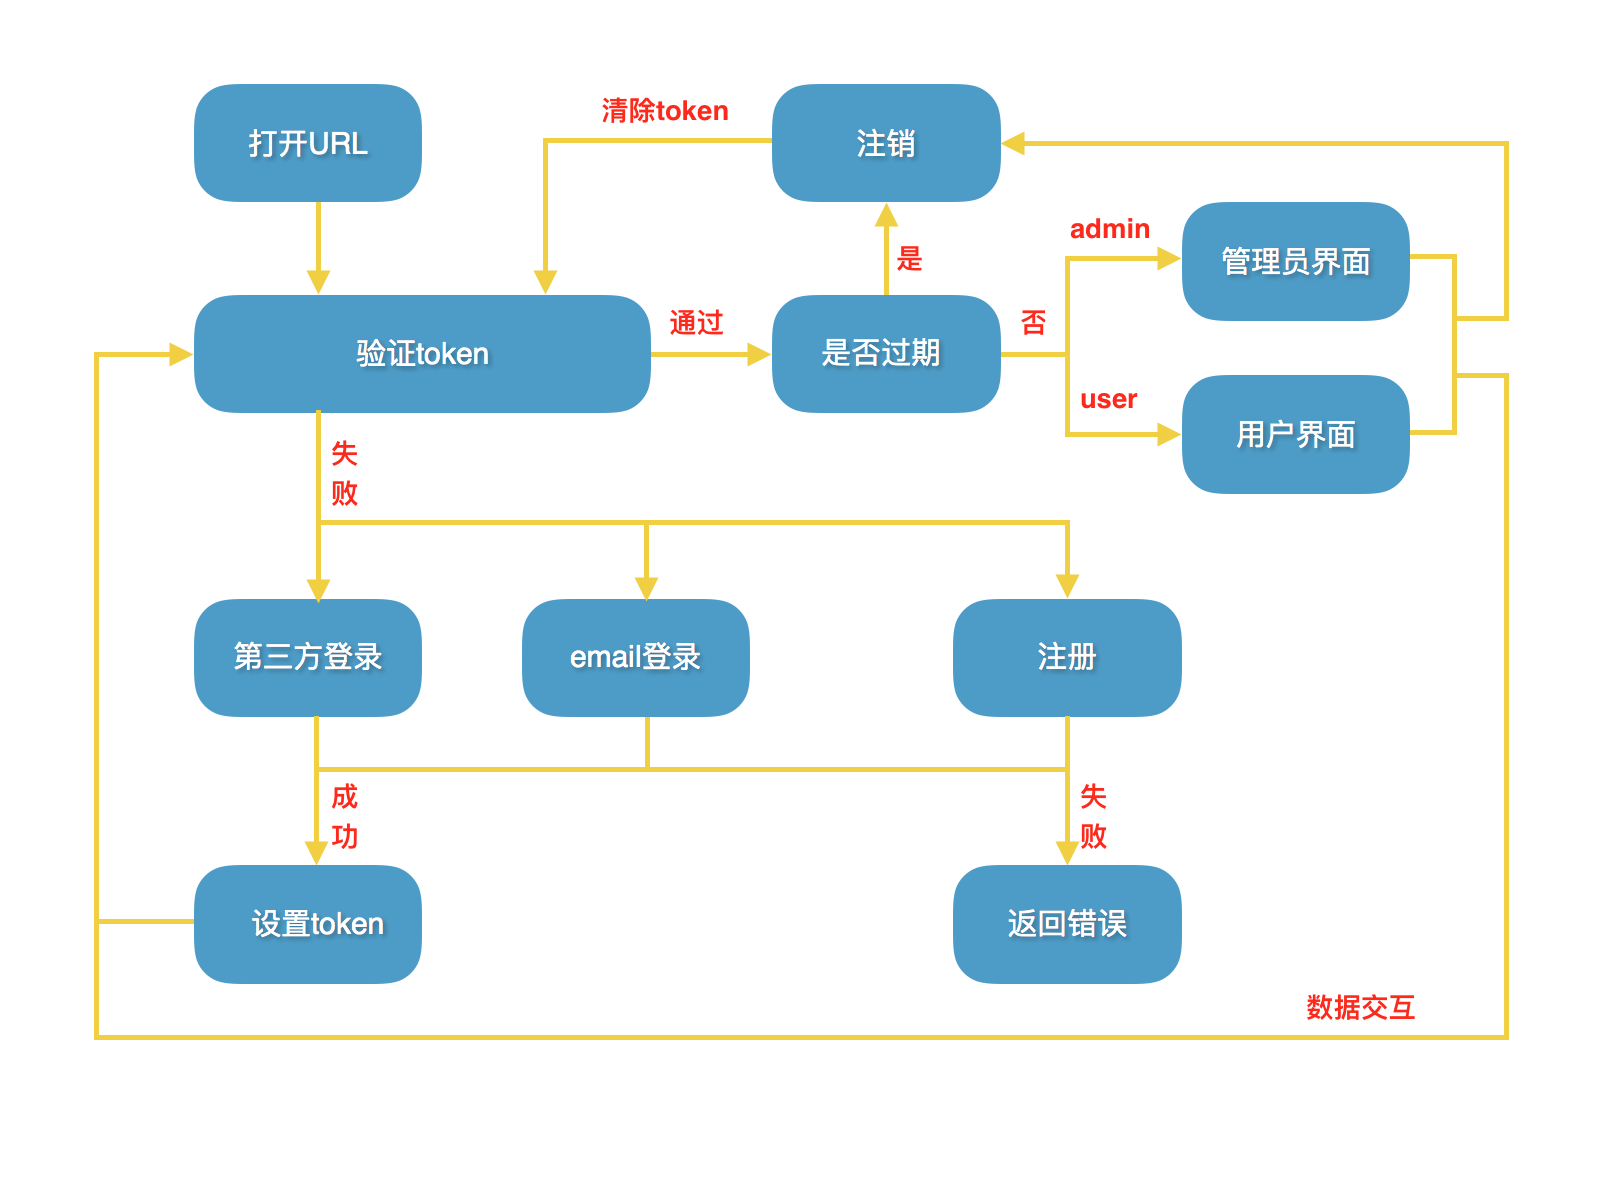 清除token
打开URL
注销
admin
是
管理员界面
通过
否
验证token
是否过期
user
用户界面
失
败
第三方登录
email登录
注册
成
功
失
败
设置token
返回错误
数据交互